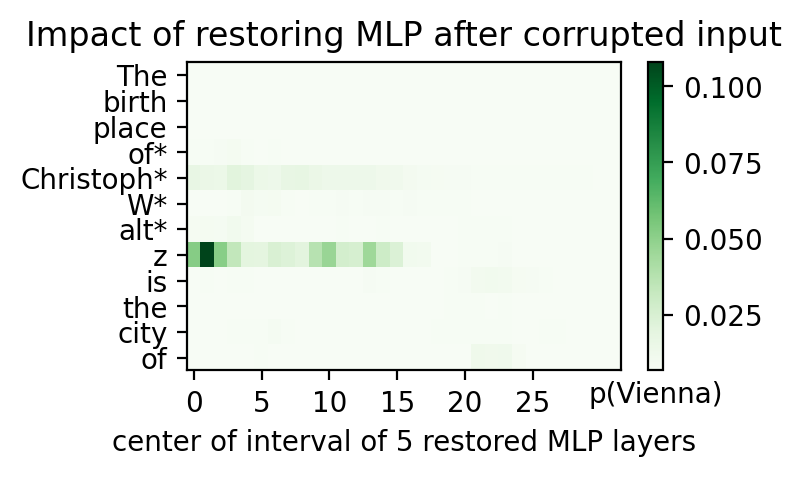 Impact of restoring MLP after corrupted input
The
birth
place
of*
Christoph*
W*
alt*
z
is
the
city
of
0 5 10 15 20 25
center of interval of 5 restored MLP layers
0.100
0.075
0.050
0.025
p(Vienna)